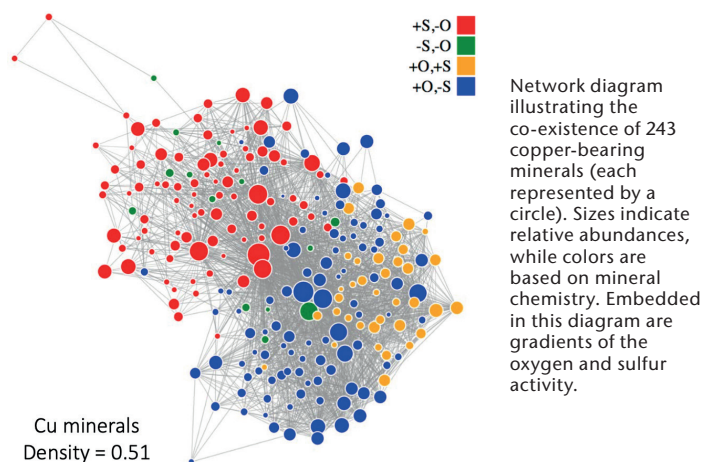 +S,-O
-S,-O
+O,+S
+O,-S
Network diagram
illustrating the
co-existence of 243
copper-bearing
minerals (each
represented by a
circle). Sizes indicate
relative abundances,
while colors are
based on mineral
chemistry. Embedded
in this diagram are
gradients of the
oxygen and sulfur
activity.
Cu minerals
Density = 0.51